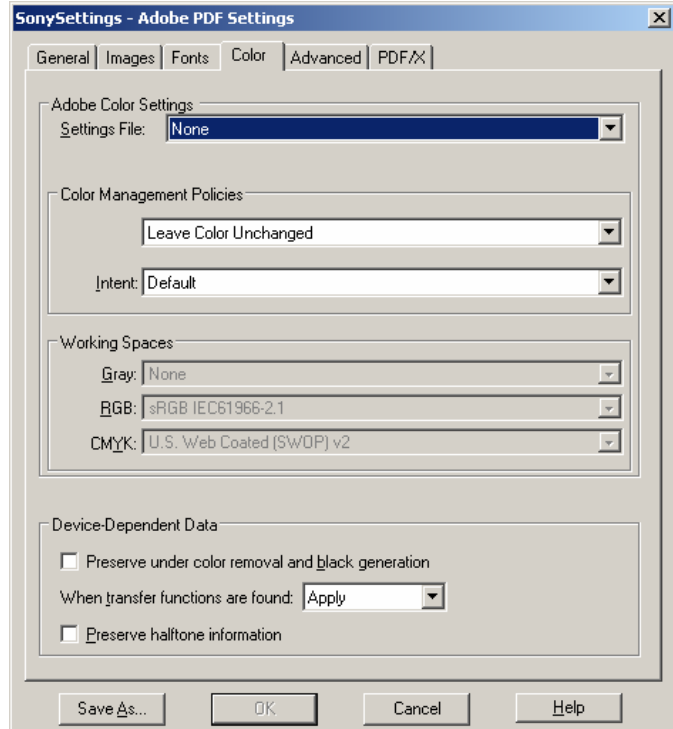 SonySettings - Adobe PDF Settings
General Images Fonts Color Advanced PDF/X
Adobe Color Settings
Settings File: None
Color Management Policies
Leave Color Unchanged
Intent: Default
Working Spaces
Gray: None
RGB: sRGB IEC61966-2.1
CMYK: U.S. Web Coated (SWOP) v2
Device-Dependent Data
Preserve under color removal and black generation
When transfer functions are found: Apply
Preserve halftone information
Save As... OK Cancel Help